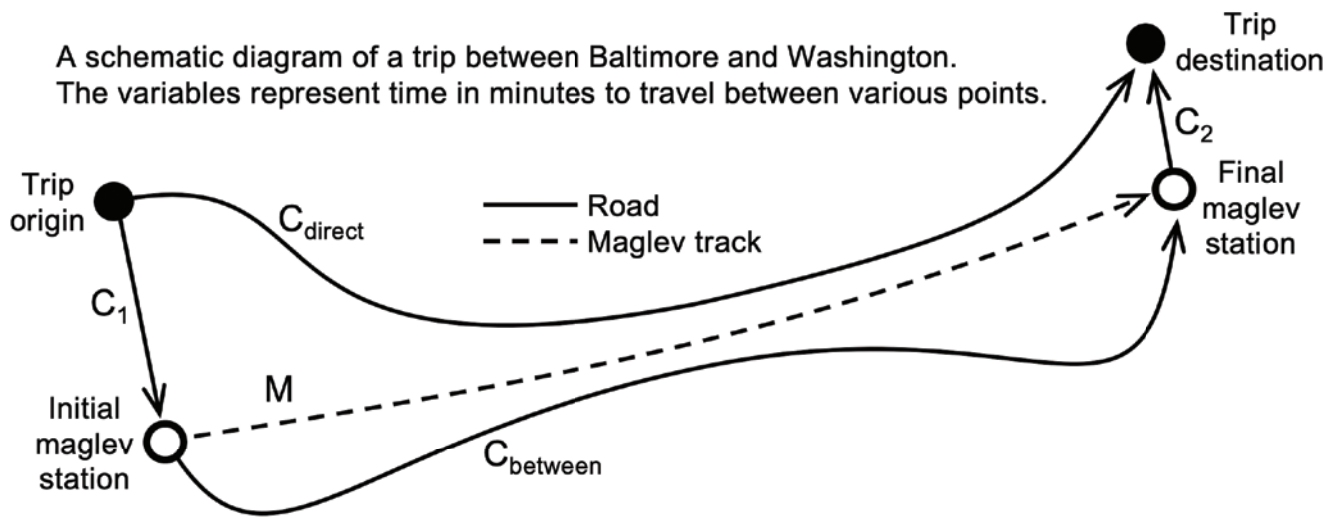 A schematic diagram of a trip between Baltimore and Washington.
The variables represent time in minutes to travel between various points.
Trip
destination
C2
Trip
origin
Final
maglev
station
Cdirect
Road
Maglev track
C1
M
Initial
maglev
station
Cbetween